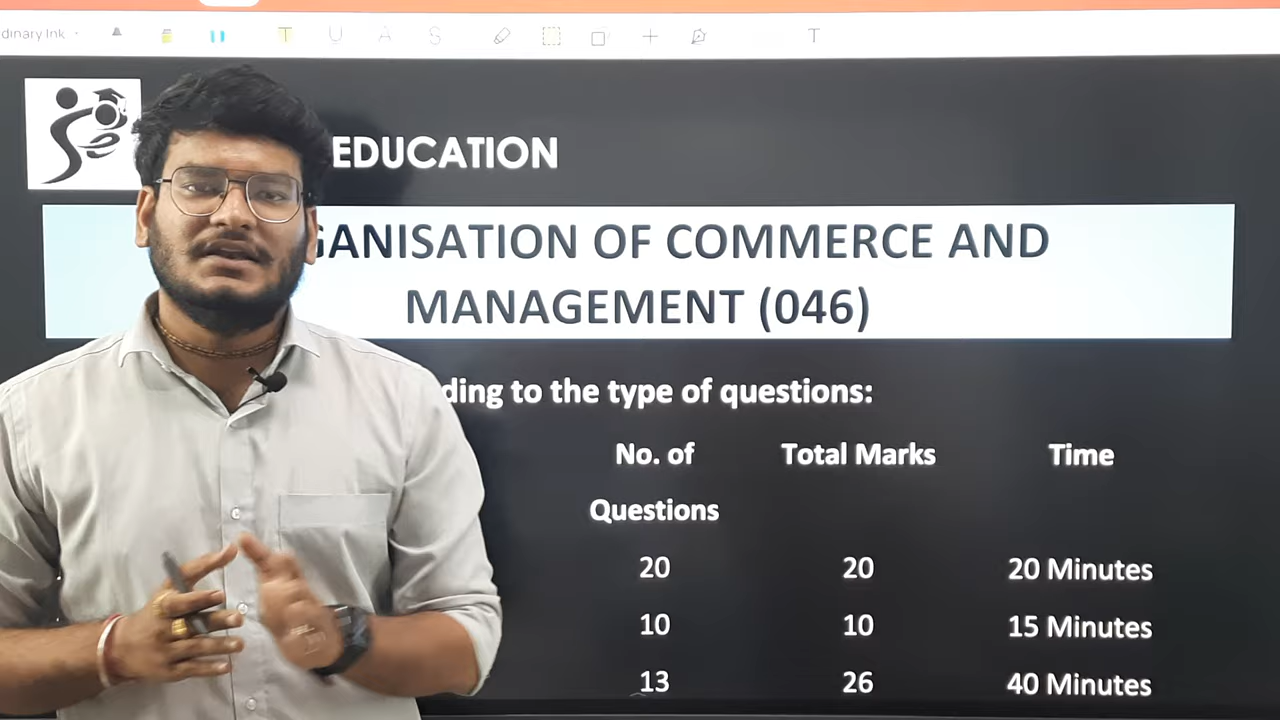 dinary Ink
T U A S T
EDUCATION
GANISATION OF COMMERCE AND
MANAGEMENT (046)
ding to the type of questions:
No. of Total Marks Time
Questions
20 20 20 Minutes
10 10 15 Minutes
13 26 40 Minutes